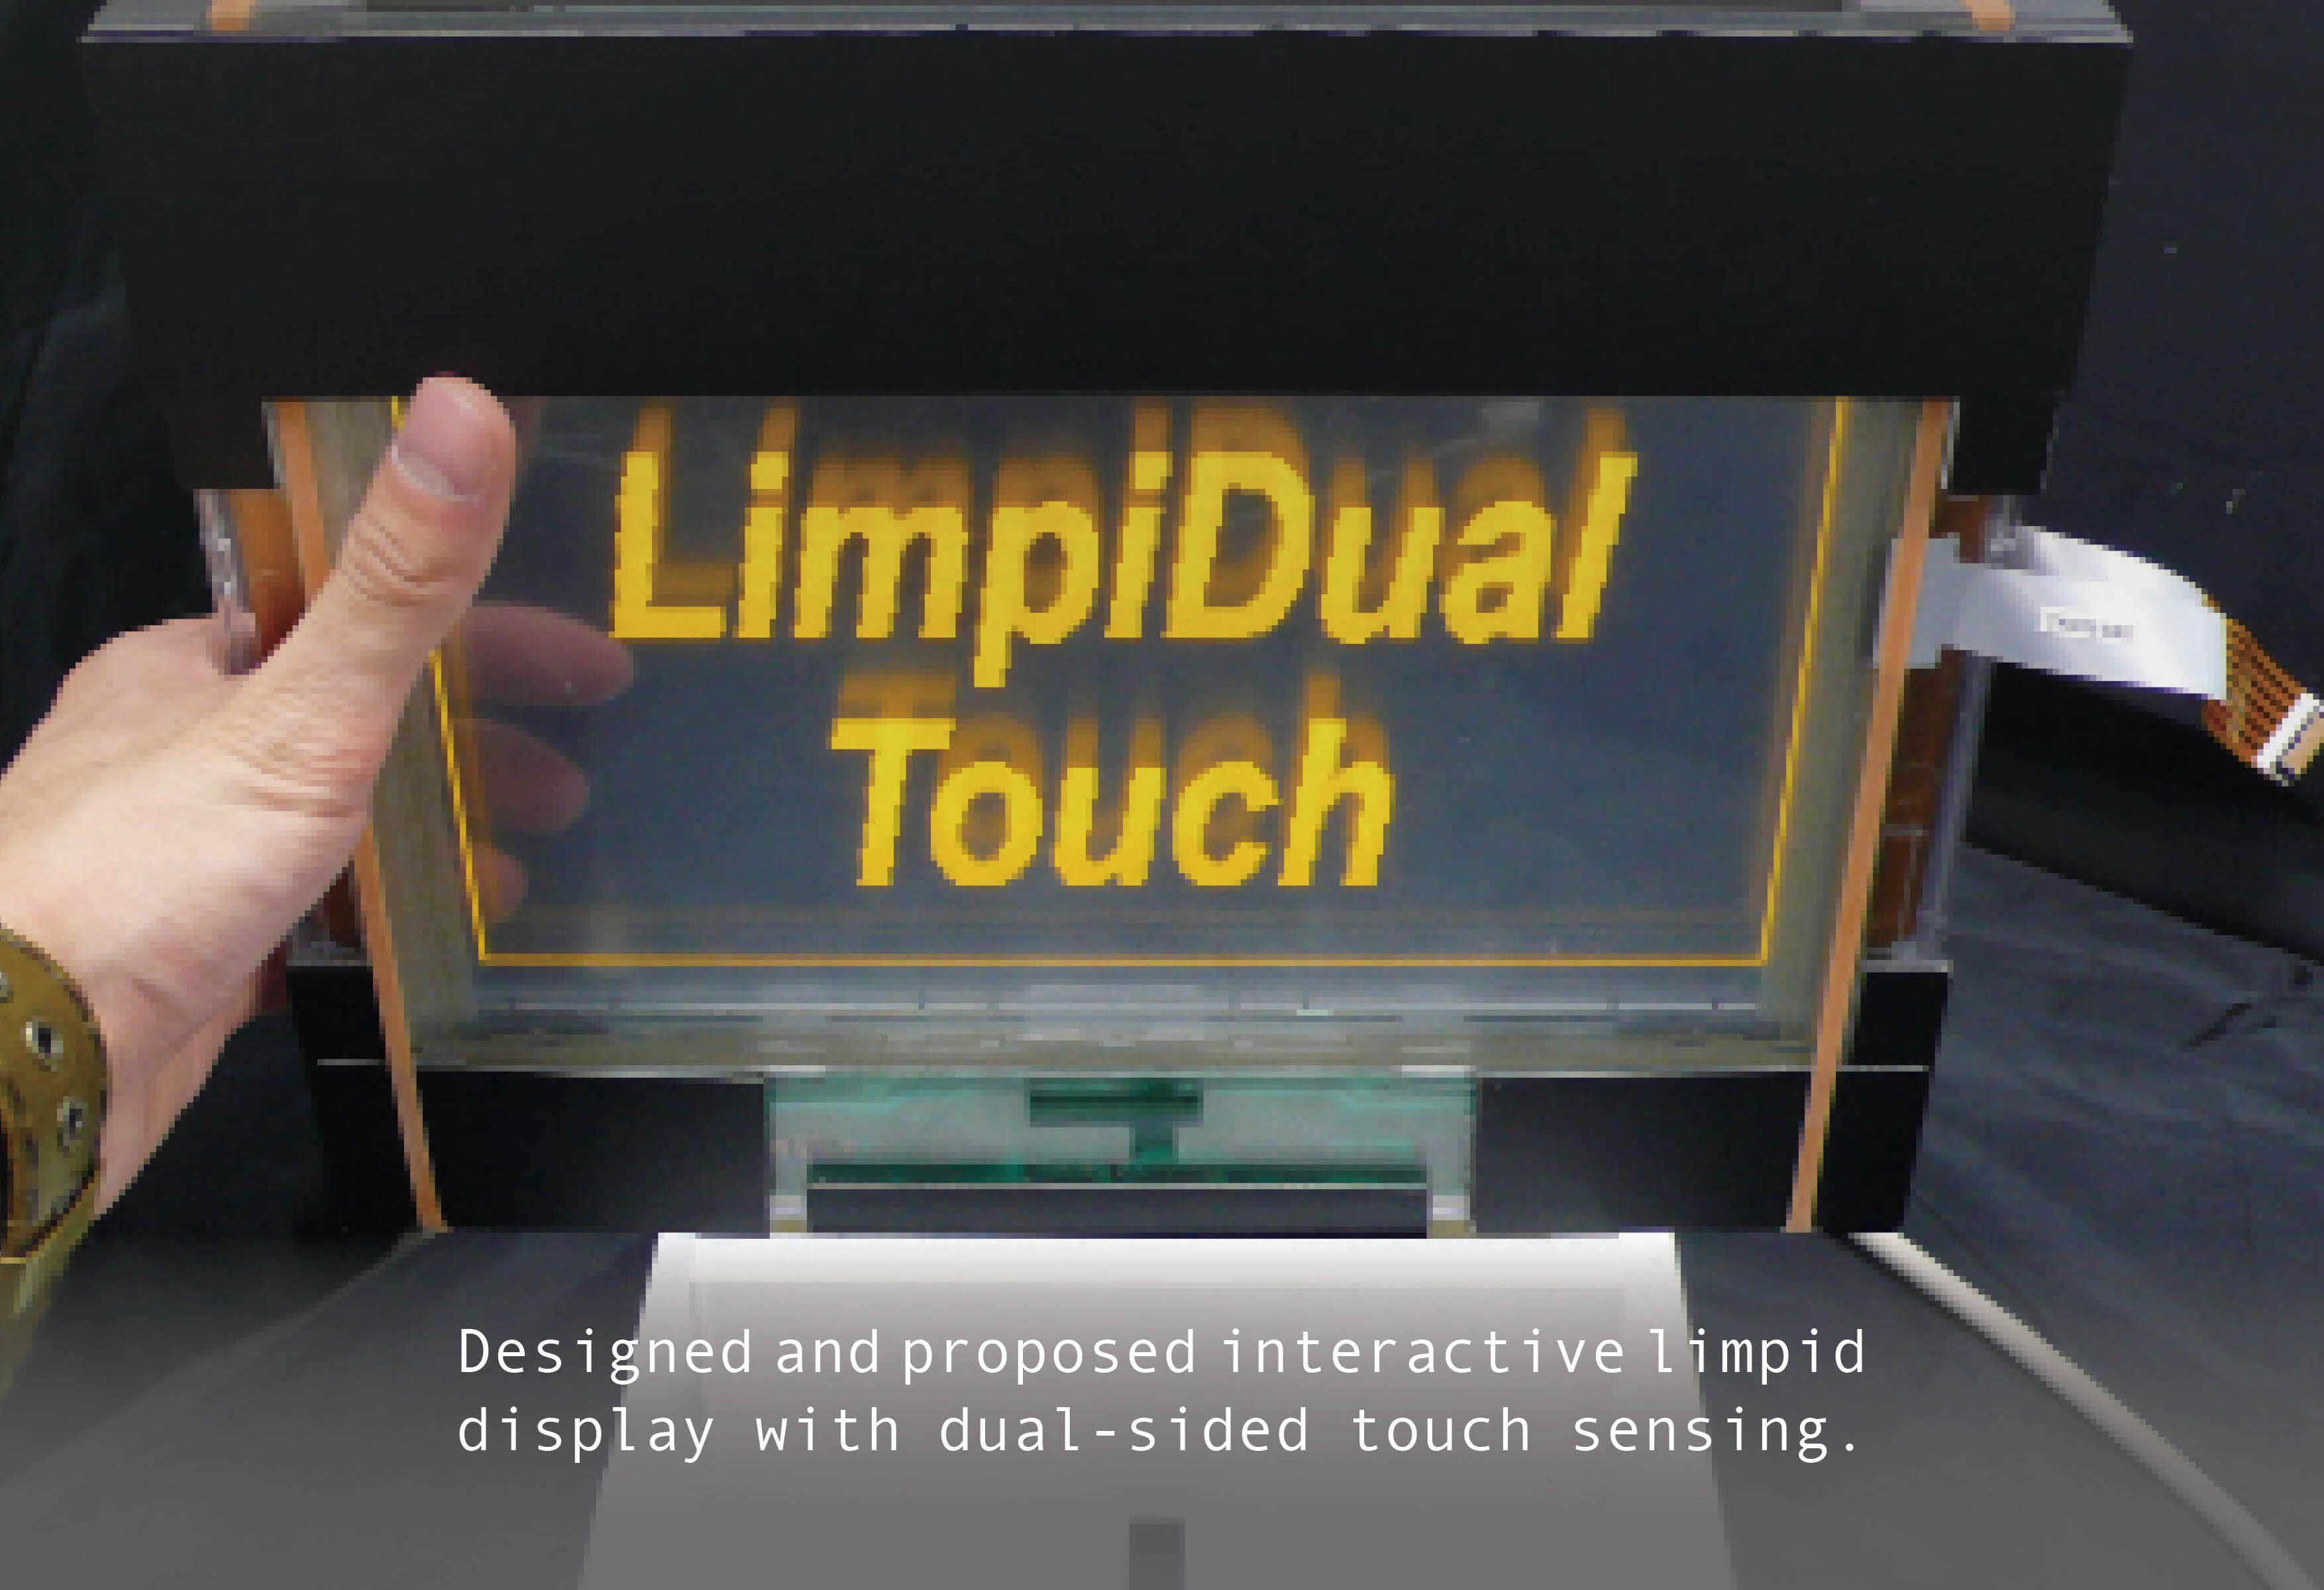 LimpiDual
Touch
Designed and proposed interactive limpid
display with dual-sided touch sensing.